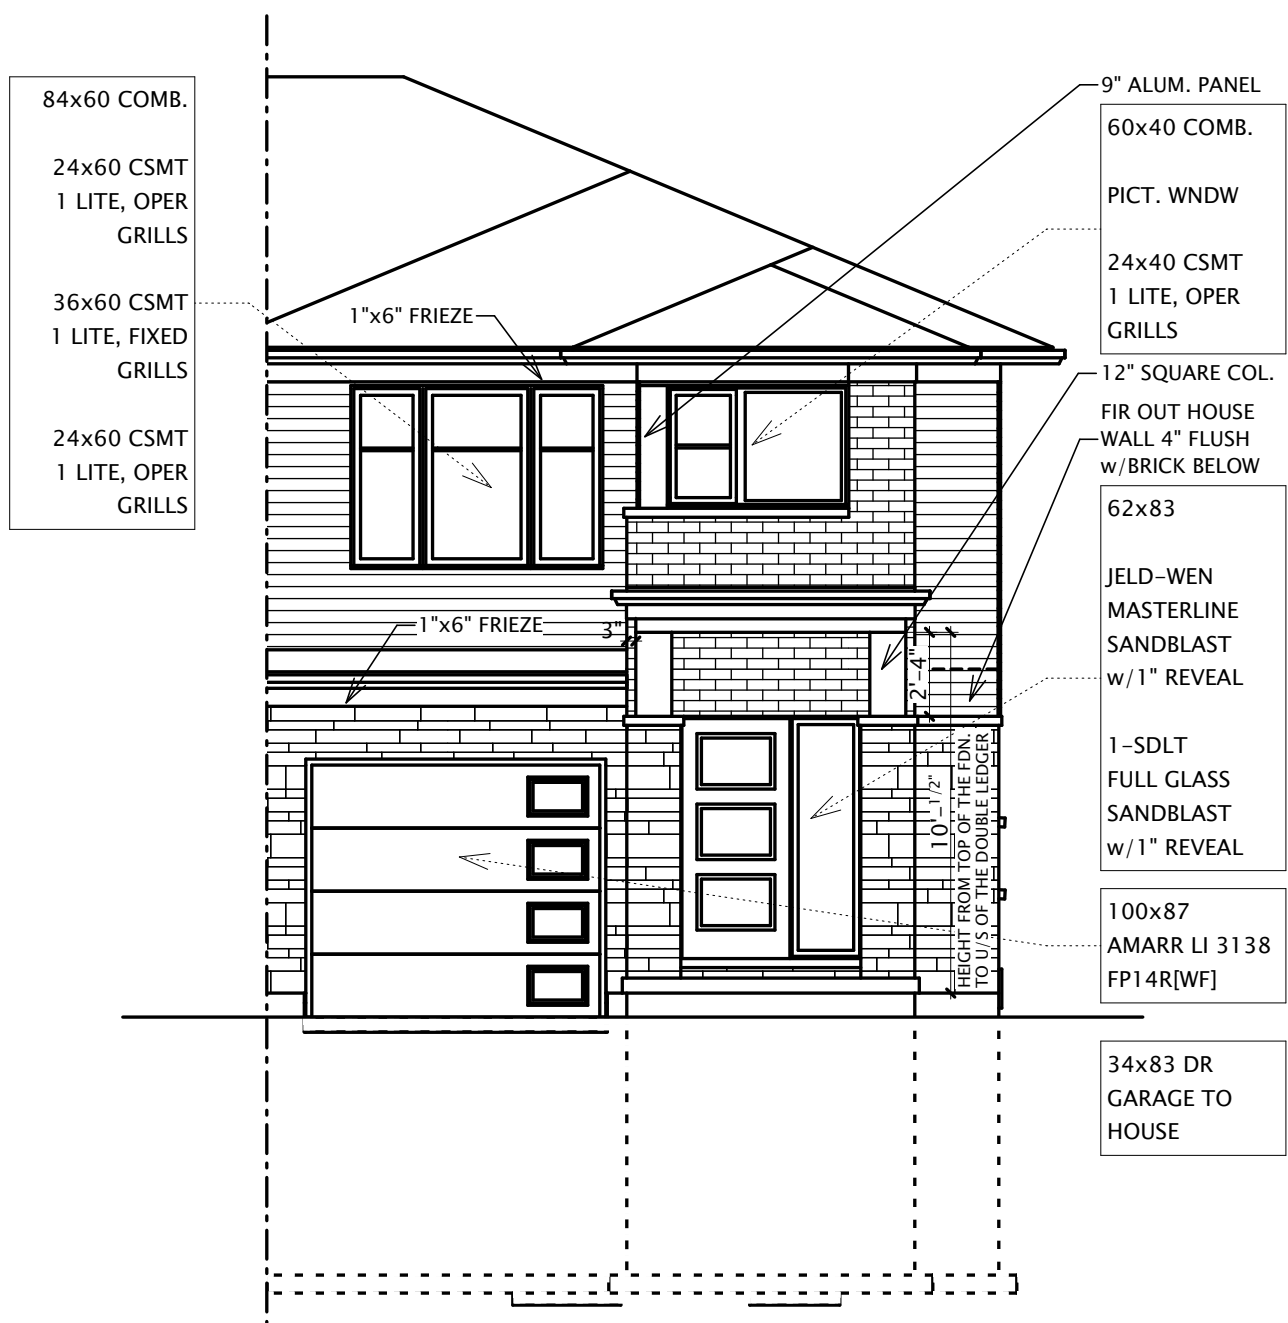 84x60 COMB.
24x60 CSMT
1 LITE, OPER
GRILLS
36x60 CSMT
1 LITE, FIXED
GRILLS
24x60 CSMT
1 LITE, OPER
GRILLS
1"x6" FRIEZE
1"x6" FRIEZE
3"
2'-4"
10'-1/2"
HEIGHT FROM TOP OF THE FDN.
TO U/S OF THE DOUBLE LEDGER
9" ALUM. PANEL
60x40 COMB.
PICT. WNDW
24x40 CSMT
1 LITE, OPER
GRILLS
12" SQUARE COL.
FIR OUT HOUSE
WALL 4" FLUSH
w/BRICK BELOW
62x83
JELD-WEN
MASTERLINE
SANDBLAST
w/1" REVEAL
1-SDLT
FULL GLASS
SANDBLAST
w/1" REVEAL
100x87
AMARR LI 3138
FP14R[WF]
34x83 DR
GARAGE TO
HOUSE